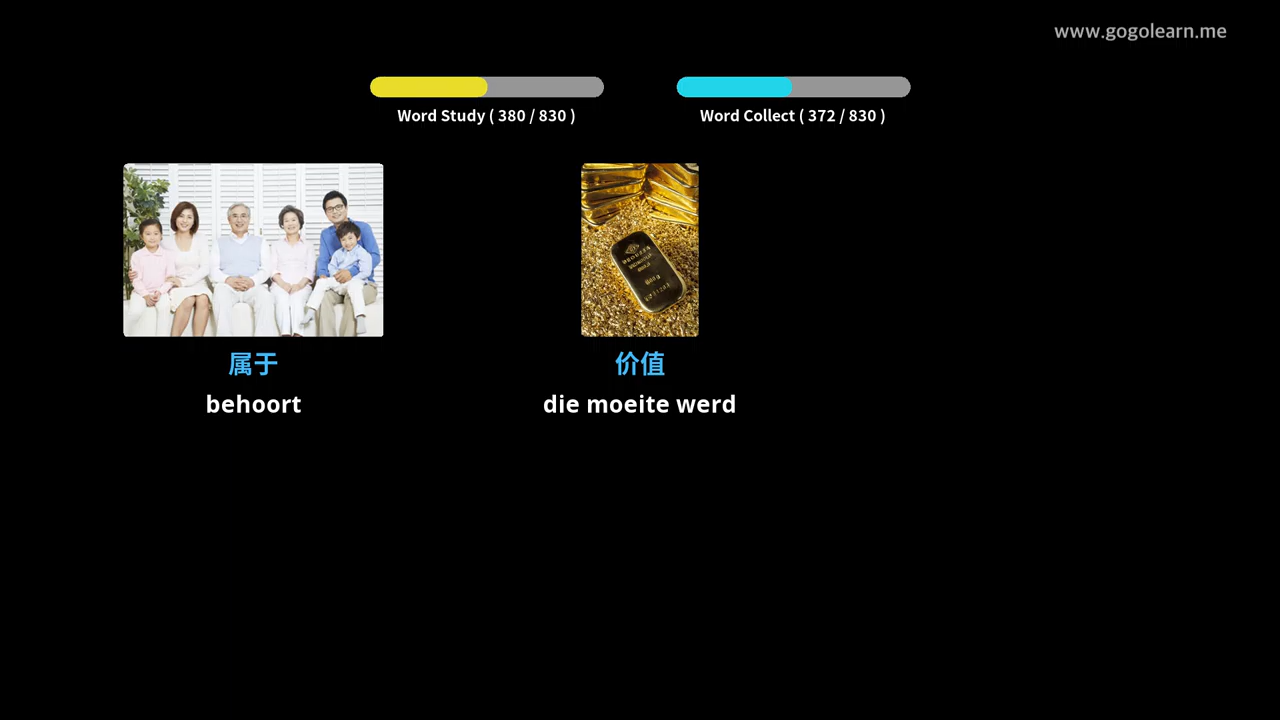 www.gogolearn.me
Word Study ( 380 / 830 )
Word Collect ( 372 / 830 )
属于
价值
behoort
die moeite werd